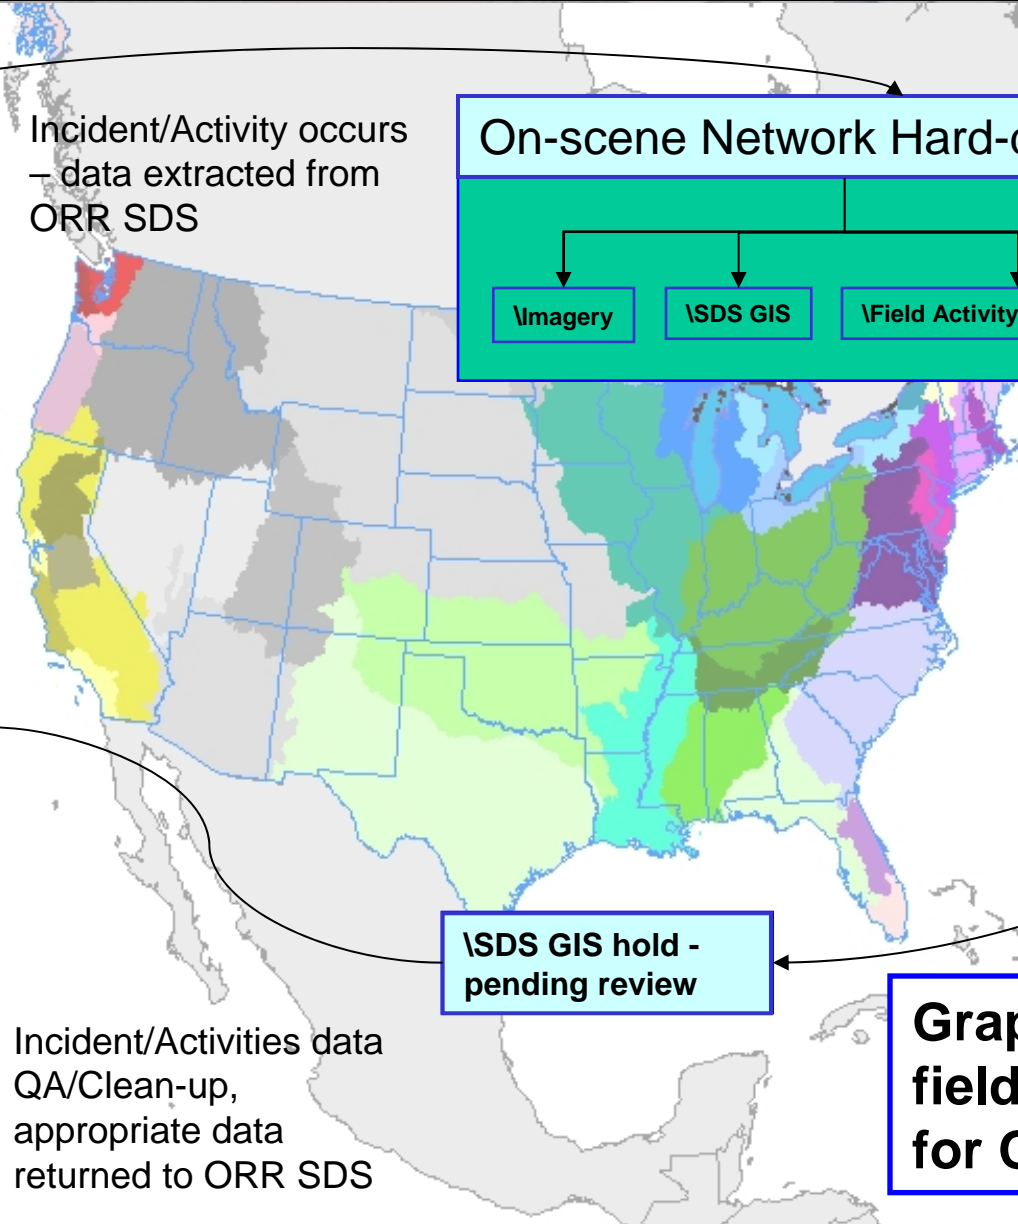 Incident/Activity occurs
– data extracted from
ORR SDS
On-scene Network Hard-
\Imagery
\SDS GIS
\Field Activity
\SDS GIS hold -
pending review
Incident/Activities data
QA/Clean-up,
appropriate data
returned to ORR SDS
Grap
field
for